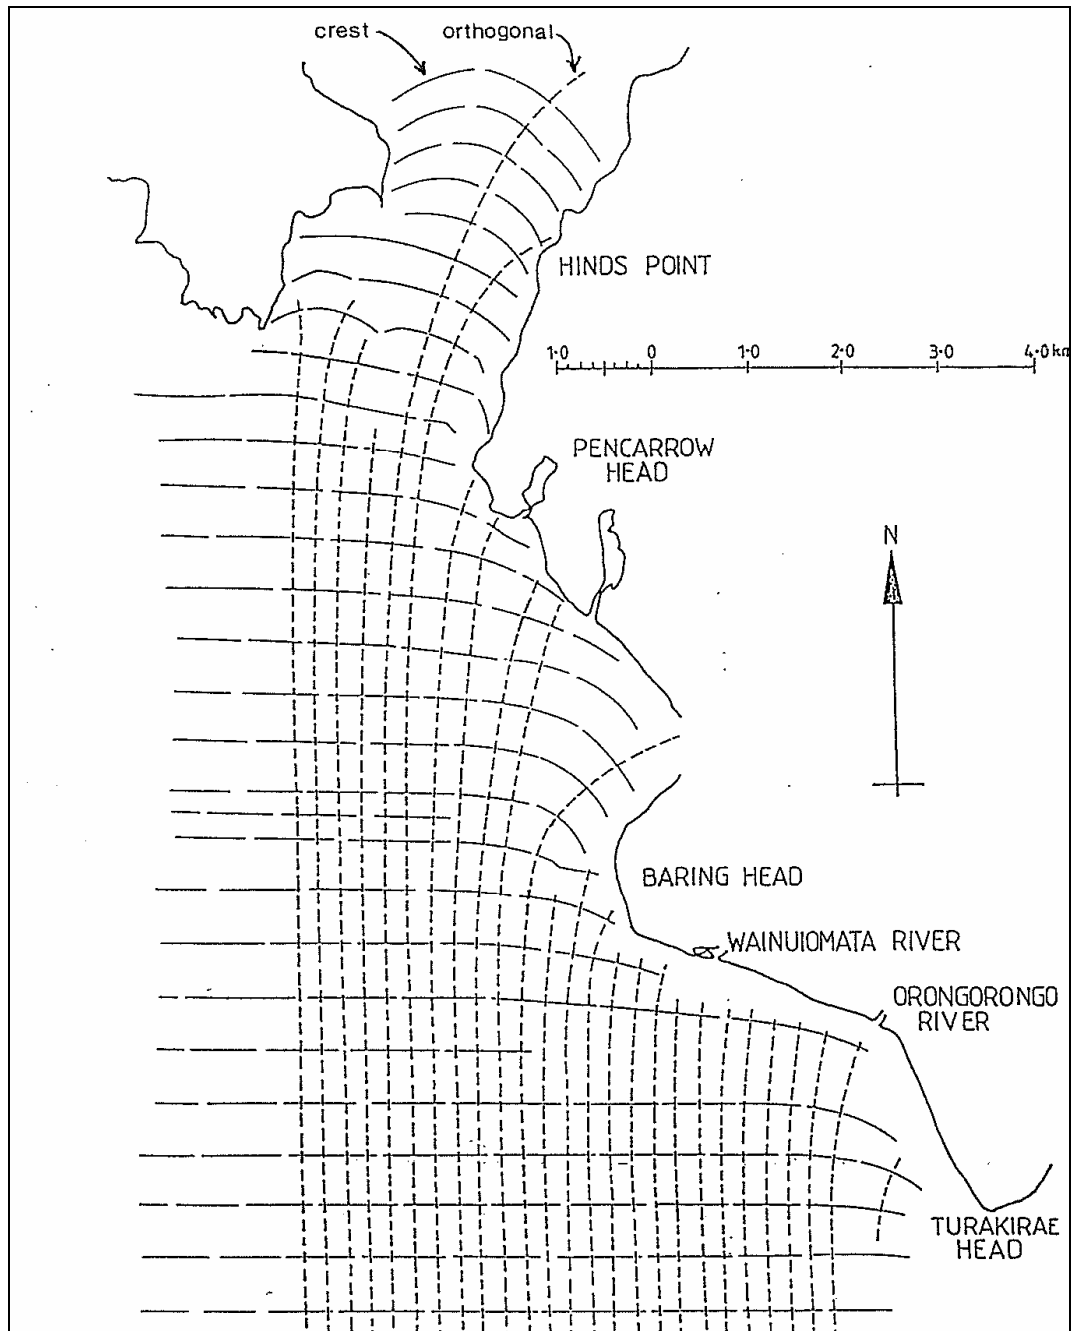 crest orthogonal
HINDS POINT
1·0 0 1·0 2·0 3·0 4·0 km
PENCARROW
HEAD
N
BARING HEAD
WAINUIOMATA RIVER
ORONGORONGO
RIVER
TURAKIRAE
HEAD